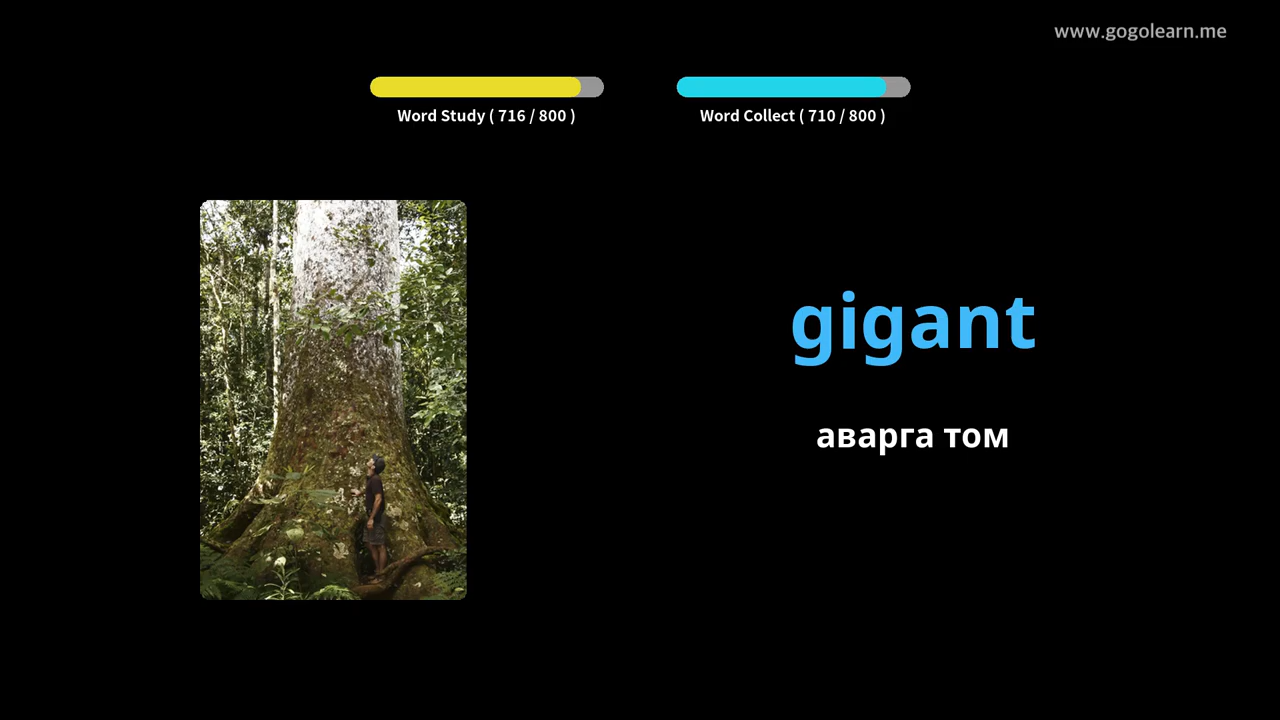 www.gogolearn.me
Word Study ( 716 / 800 )
Word Collect ( 710 / 800 )
gigant
аварга том